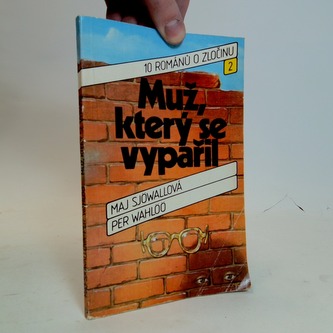 10 ROMÁNŮ O ZLOČINU
2
Muž,
který se
vypařil
MAJ SJÖWALLOVÁ
PER WAHLÖÖ